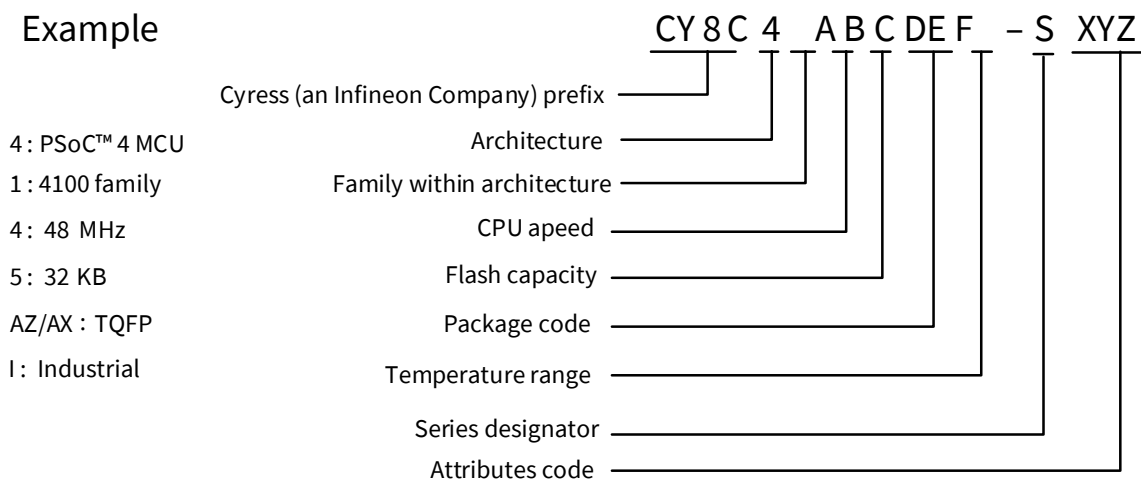 Example
CY8C 4 A B C DE F – S XYZ
Cyress (an Infineon Company) prefix
4 : PSoC™ 4 MCU
Architecture
1 : 4100 family
Family within architecture
4 : 48 MHz
CPU apeed
5 : 32 KB
Flash capacity
AZ/AX : TQFP
Package code
I : Industrial
Temperature range
Series designator
Attributes code